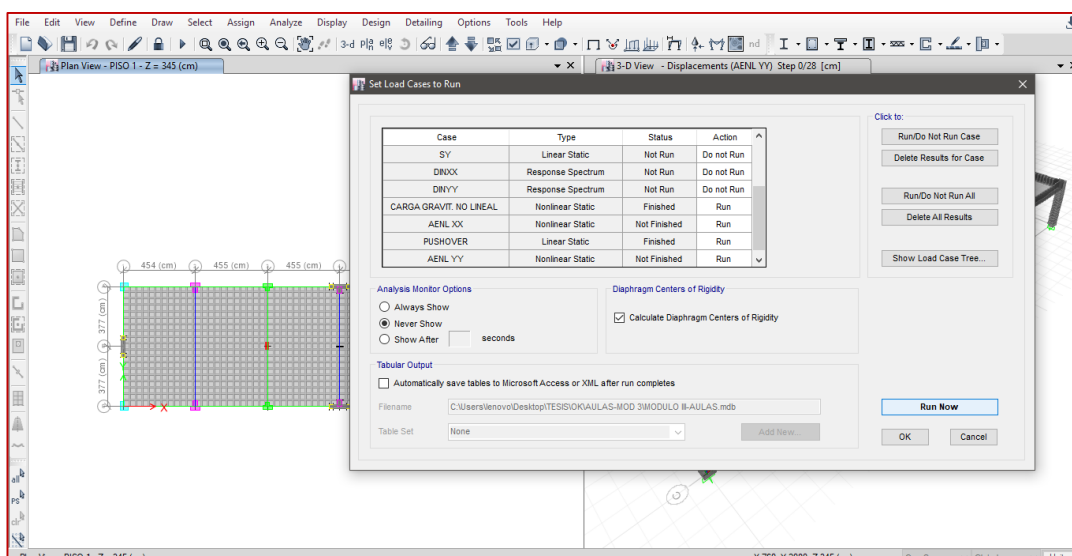 File Edit View Define Draw Select Assign Analyze Display Design Detailing Options Tools Help
3-d nd
Plan View - PISO 1 - Z = 345 (cm)
3-D View - Displacements (AENL YY) Step 0/28 [cm]
Set Load Cases to Run
Click to:
Case Type Status Action
SY Linear Static Not Run Do not Run
DINXX Response Spectrum Not Run Do not Run
DINYY Response Spectrum Not Run Do not Run
CARGA GRAVIT. NO LINEAL Nonlinear Static Finished Run
AENL XX Nonlinear Static Not Finished Run
PUSHOVER Linear Static Finished Run
AENL YY Nonlinear Static Not Finished Run
Run/Do Not Run Case
Delete Results for Case
Run/Do Not Run All
Delete All Results
Show Load Case Tree...
454 (cm) 455 (cm) 455 (cm)
377 (cm)
377 (cm)
Y
X
Analysis Monitor Options
Always Show
Never Show
Show After seconds
Diaphragm Centers of Rigidity
Calculate Diaphragm Centers of Rigidity
Tabular Output
Automatically save tables to Microsoft Access or XML after run completes
Filename C:\Users\lenovo\Desktop\TESIS\OK\AULAS-MOD 3\MODULO III-AULAS.mdb
Table Set None Add New...
Run Now
OK Cancel
all
PS
clr